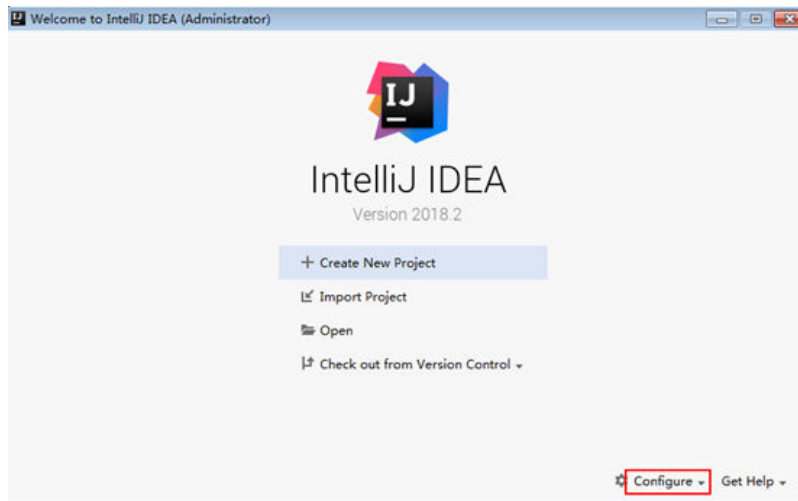 Welcome to IntelliJ IDEA (Administrator)
IJ
IntelliJ IDEA
Version 2018.2
Create New Project
Import Project
Open
Check out from Version Control
Configure Get Help